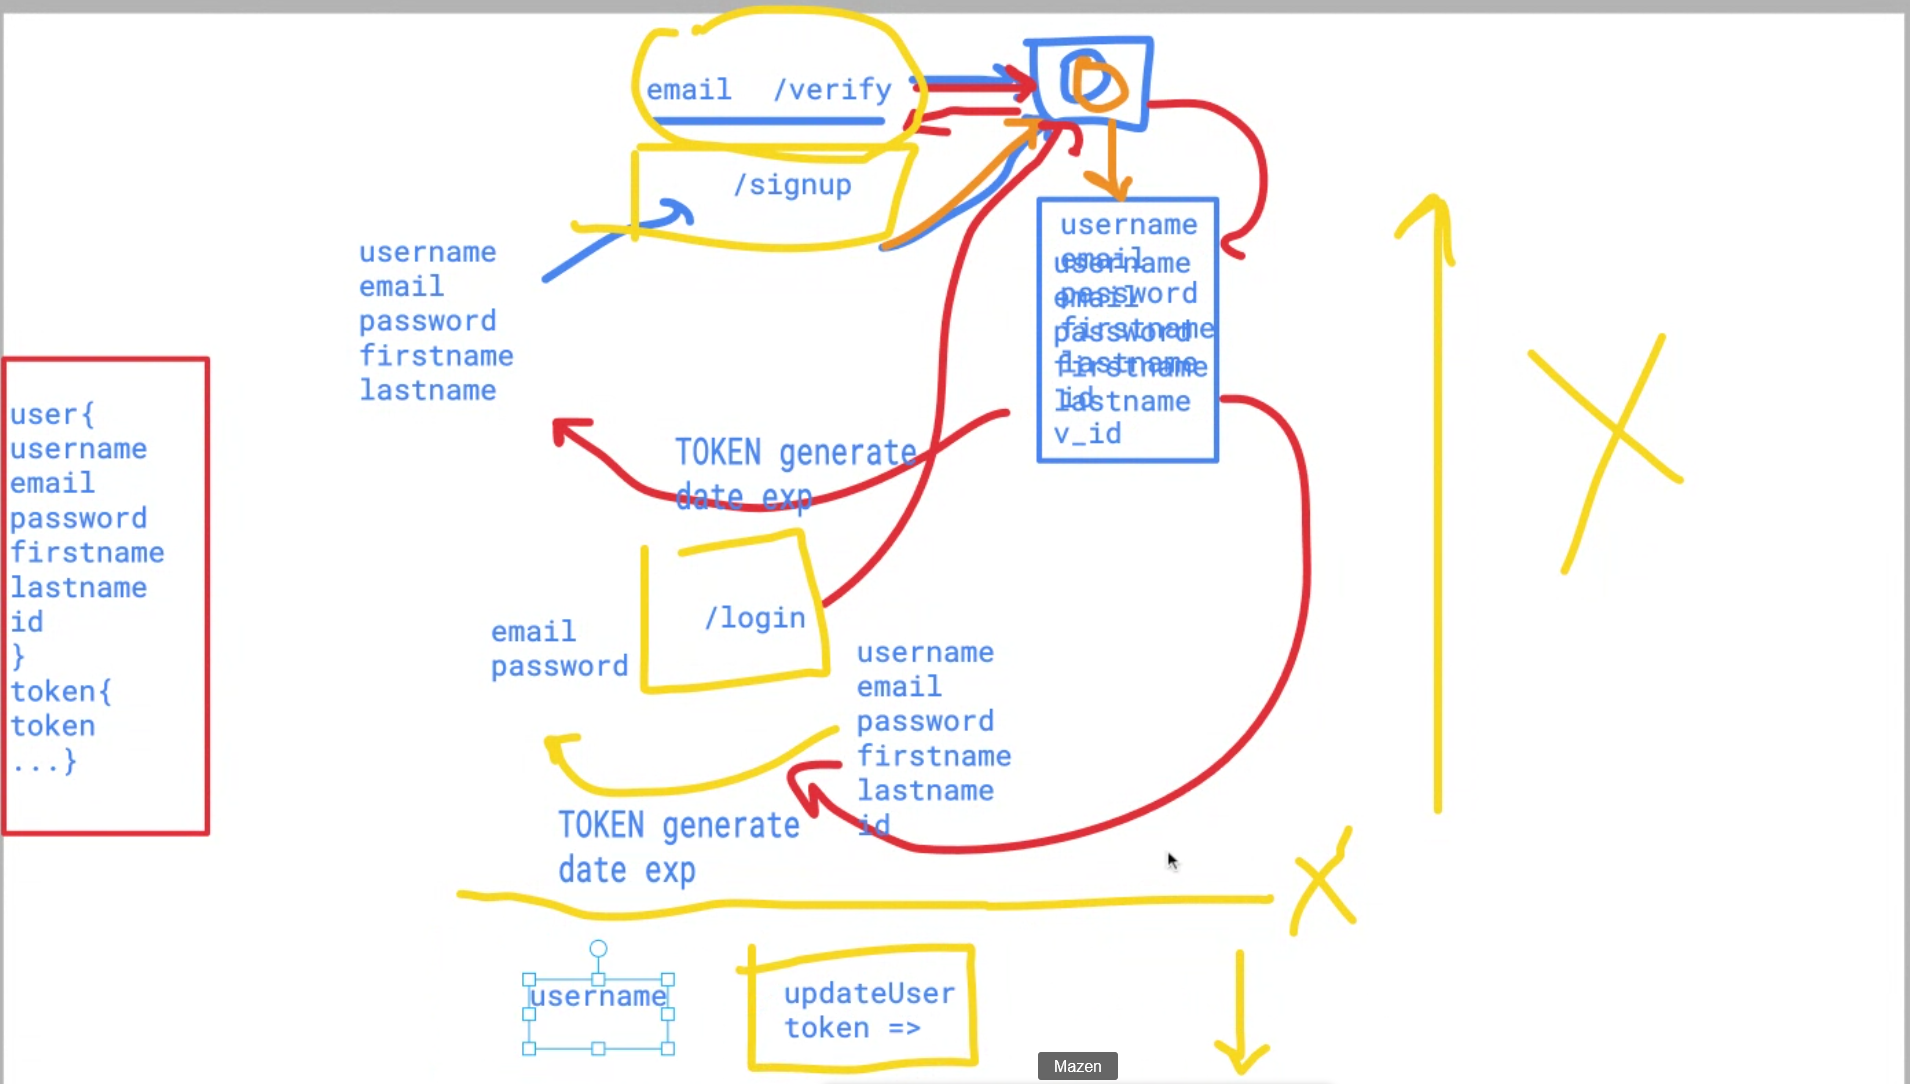 email /verify
/signup
username
email
password
firstname
lastname
username
email
password
firstname
lastname
id
username
email
password
firstname
lastname
v_id
user{
username
email
password
firstname
lastname
id
}
token{
token
...}
TOKEN generate
date exp
/login
email
password
username
email
password
firstname
lastname
id
TOKEN generate
date exp
username
updateUser
token =>
Mazen